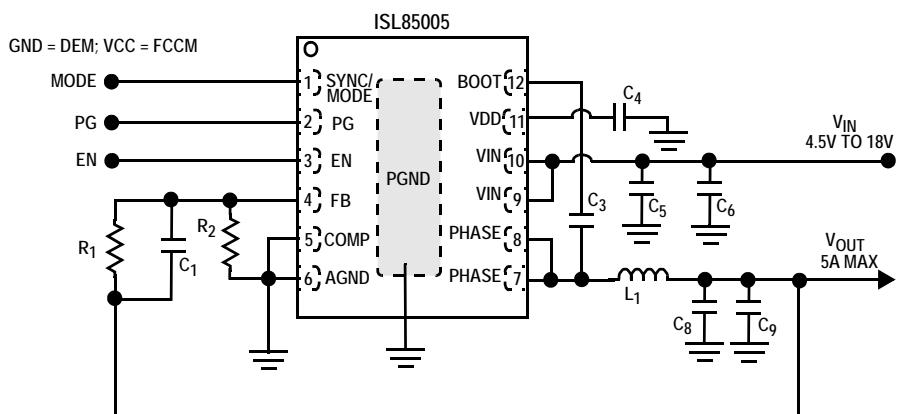 ISL85005
GND = DEM; VCC = FCCM
MODE
PG
EN
1 SYNC/
MODE
2 PG
3 EN
4 FB
5 COMP
6 AGND
PGND
BOOT 12
VDD 11
VIN 10
VIN 9
PHASE 8
PHASE 7
C4
VIN
4.5V TO 18V
C3
C5
C6
R1
C1
R2
L1
C8
C9
VOUT
5A MAX